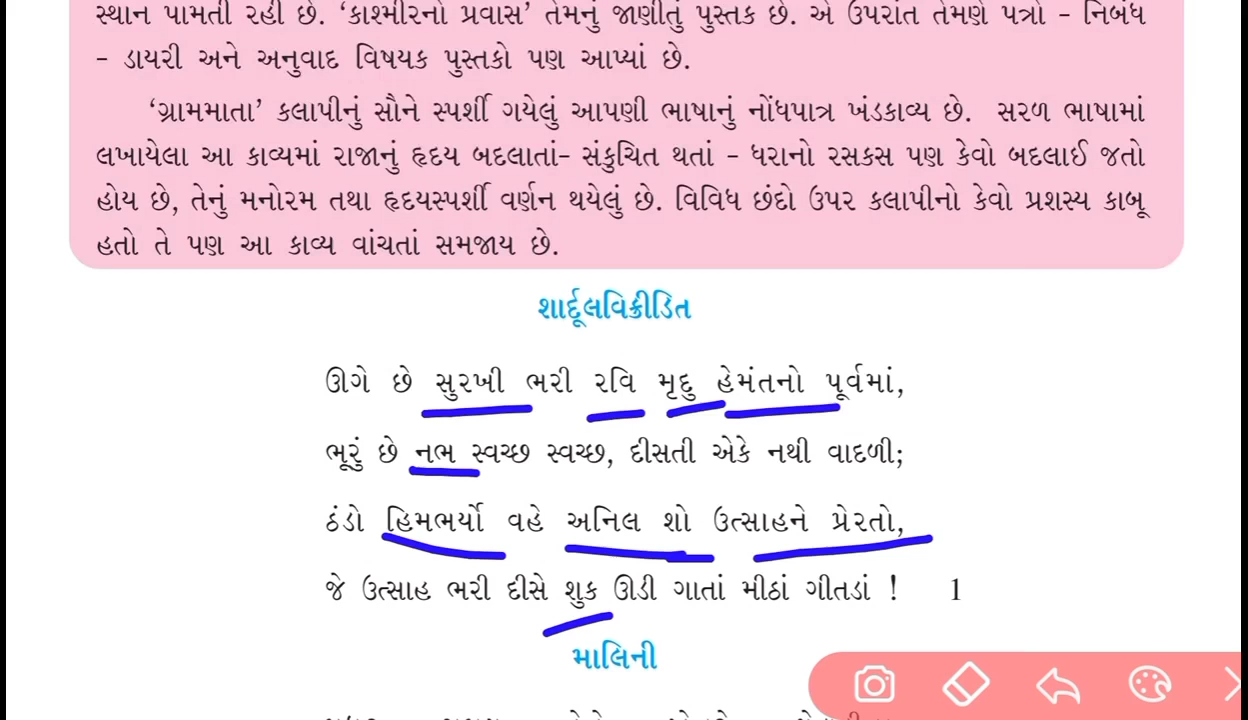 સ્થાન પામતી રહી છે. ‘કાશ્મીરનો પ્રવાસ’ તેમનું જાણીતું પુસ્તક છે. એ ઉપરાંત તેમણે પત્રો - નિબંધ
- ડાયરી અને અનુવાદ વિષયક પુસ્તકો પણ આપ્યાં છે.
‘ગ્રામમાતા’ કલાપીનું સૌને સ્પર્શી ગયેલું આપણી ભાષાનું નોંધપાત્ર ખંડકાવ્ય છે. સરળ ભાષામાં
લખાયેલા આ કાવ્યમાં રાજાનું હૃદય બદલાતાં- સંકુચિત થતાં - ધરાનો રસકસ પણ કેવો બદલાઈ જતો
હોય છે, તેનું મનોરમ તથા હૃદયસ્પર્શી વર્ણન થયેલું છે. વિવિધ છંદો ઉપર કલાપીનો કેવો પ્રશસ્ય કાબૂ
હતો તે પણ આ કાવ્ય વાંચતાં સમજાય છે.
શાર્દૂલવિક્રીડિત
ઊગે છે સુરખી ભરી રવિ મૃદુ હેમંતનો પૂર્વમાં,
ભૂરું છે નભ સ્વચ્છ સ્વચ્છ, દીસતી એકે નથી વાદળી;
ઠંડો હિમભર્યો વહે અનિલ શો ઉત્સાહને પ્રેરતો,
જે ઉત્સાહ ભરી દીસે શુક ઊડી ગાતાં મીઠાં ગીતડાં ! 1
માલિની